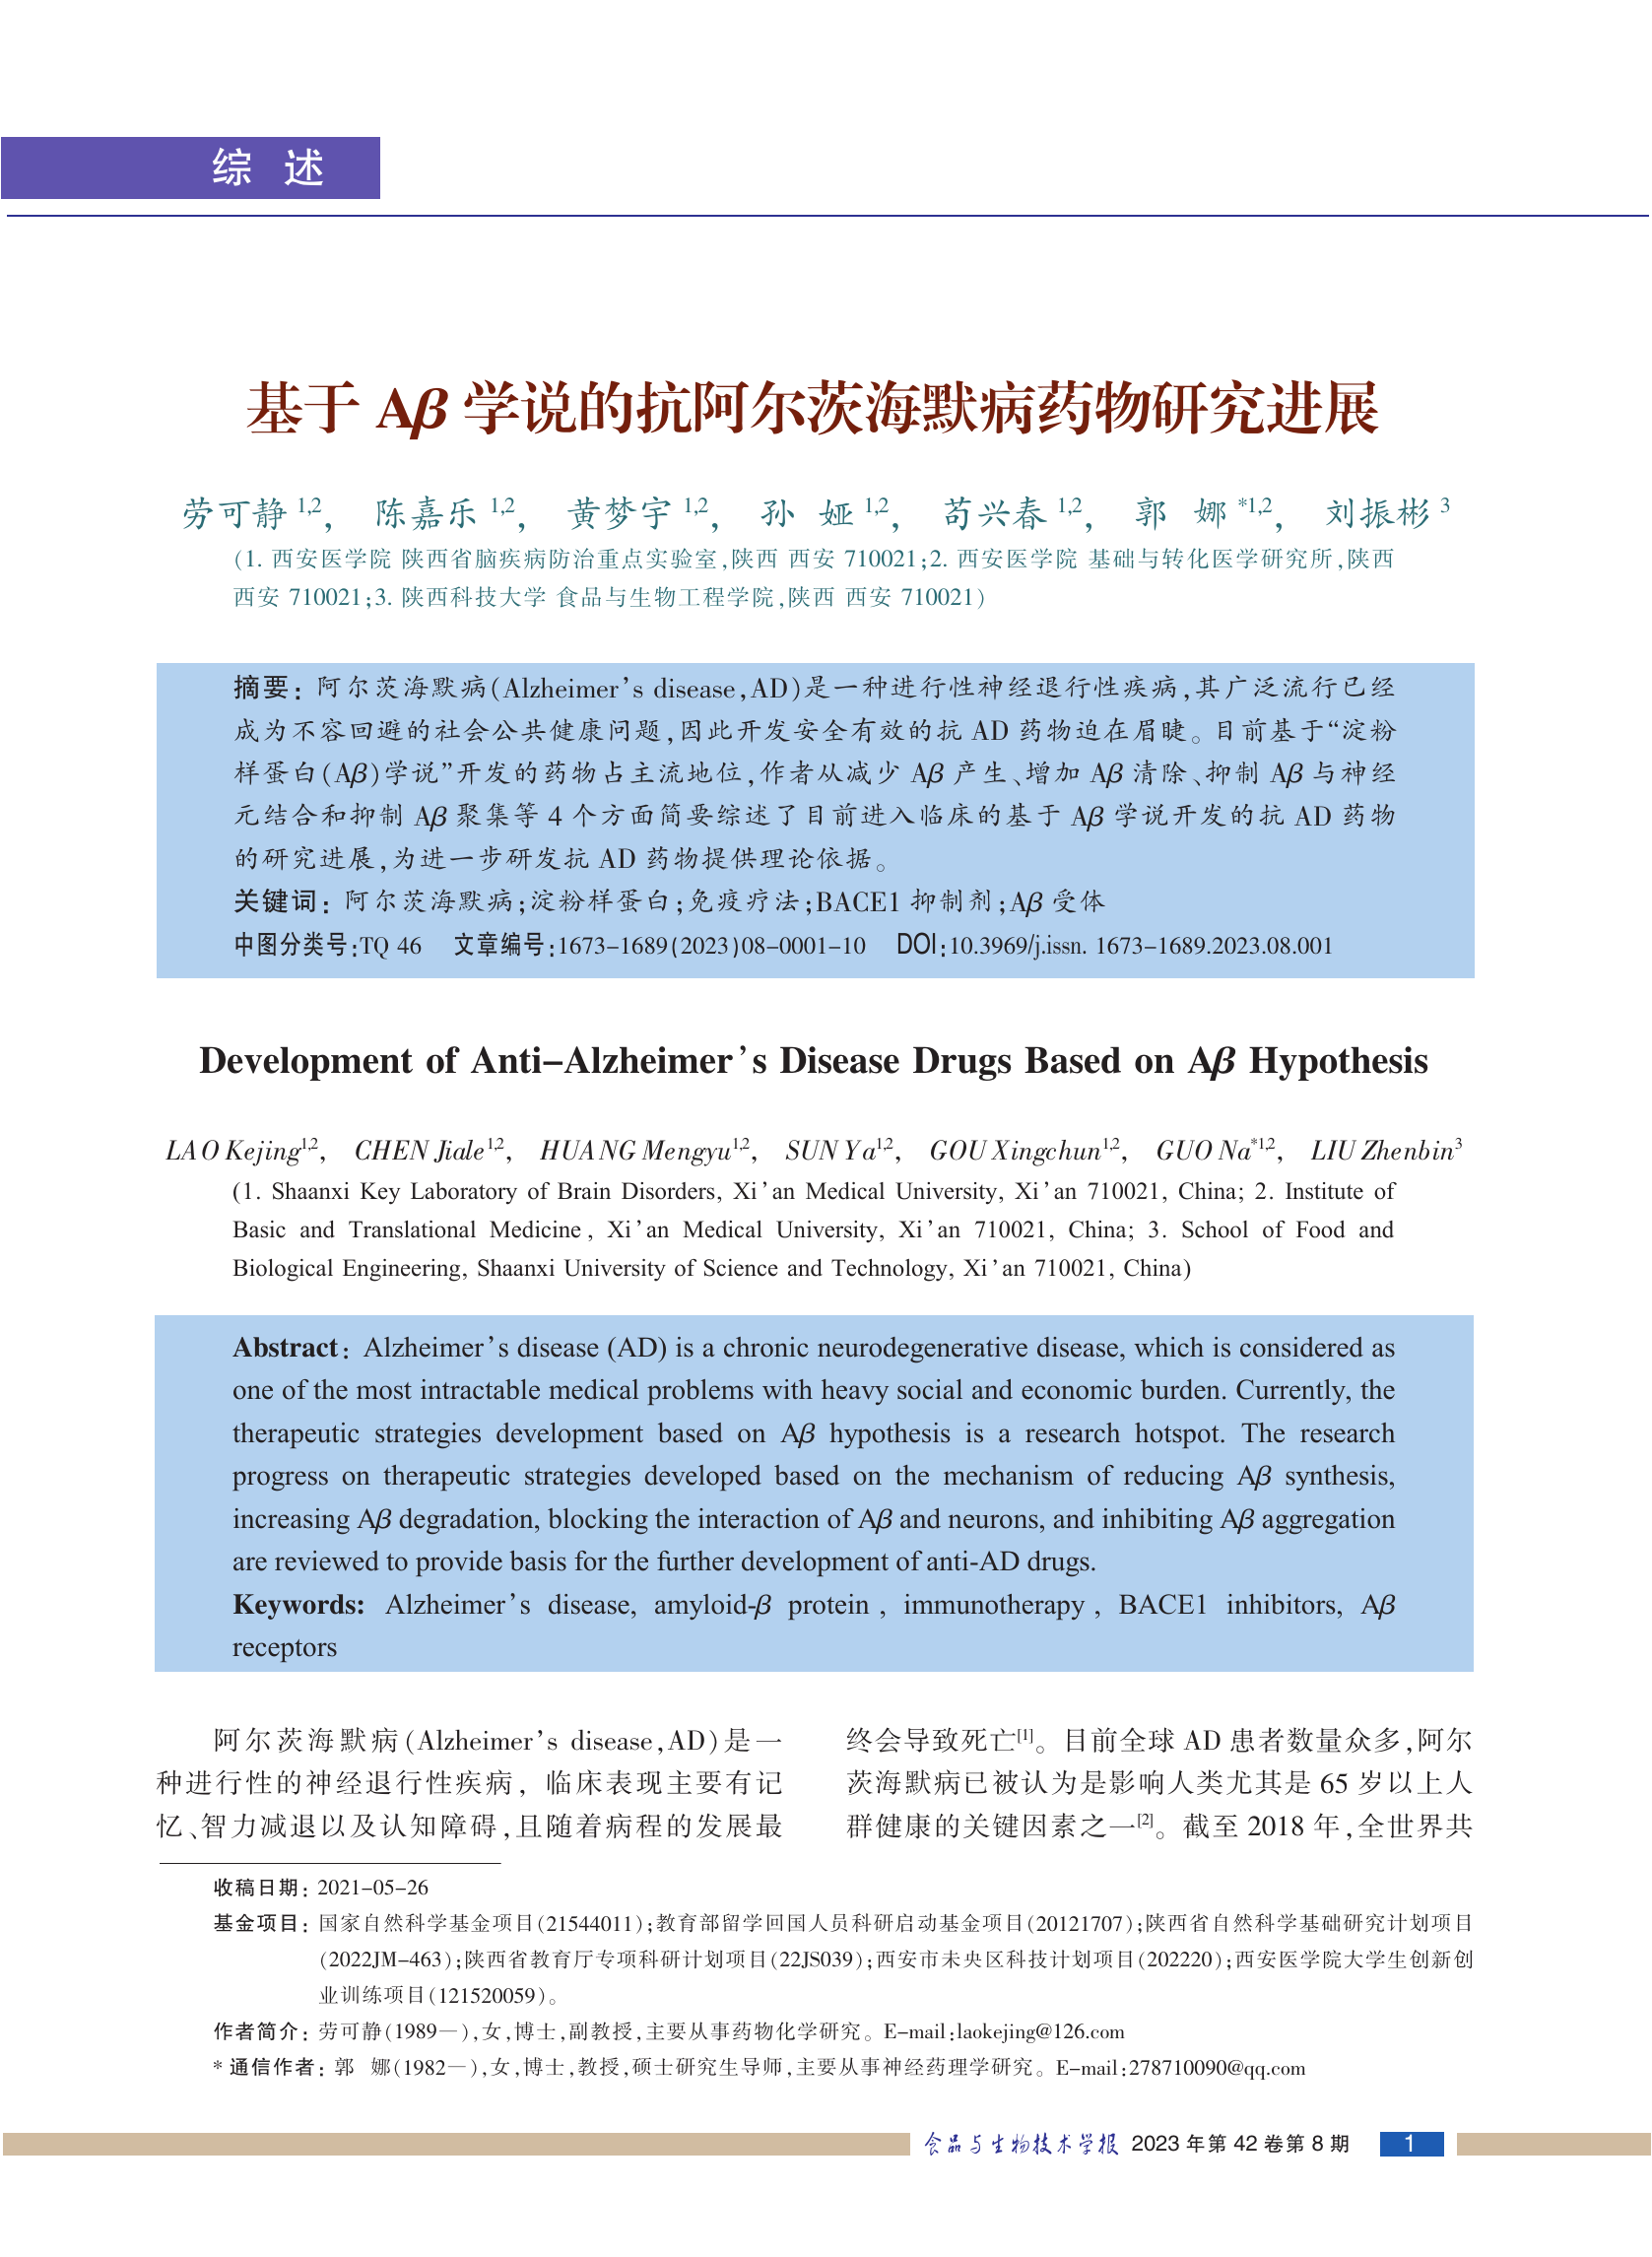 综 述
基于 Aβ 学说的抗阿尔茨海默病药物研究进展
劳可静 1,2, 陈嘉乐 1,2, 黄梦宇 1,2, 孙 娅 1,2, 苟兴春 1,2, 郭 娜 *1,2, 刘振彬 3
(1. 西安医学院 陕西省脑疾病防治重点实验室,陕西 西安 710021;2. 西安医学院 基础与转化医学研究所,陕西
西安 710021;3. 陕西科技大学 食品与生物工程学院,陕西 西安 710021)
摘要: 阿尔茨海默病(Alzheimer's disease,AD)是一种进行性神经退行性疾病,其广泛流行已经
成为不容回避的社会公共健康问题,因此开发安全有效的抗 AD 药物迫在眉睫。目前基于“淀粉
样蛋白(Aβ)学说”开发的药物占主流地位,作者从减少 Aβ 产生、增加 Aβ 清除、抑制 Aβ 与神经
元结合和抑制 Aβ 聚集等 4 个方面简要综述了目前进入临床的基于 Aβ 学说开发的抗 AD 药物
的研究进展,为进一步研发抗 AD 药物提供理论依据。
关键词: 阿尔茨海默病;淀粉样蛋白;免疫疗法;BACE1 抑制剂;Aβ 受体
中图分类号:TQ 46 文章编号:1673-1689(2023)08-0001-10 DOI:10.3969/j.issn. 1673-1689.2023.08.001
Development of Anti-Alzheimer's Disease Drugs Based on Aβ Hypothesis
LAO Kejing1,2, CHEN Jiale1,2, HUANG Mengyu1,2, SUN Ya1,2, GOU Xingchun1,2, GUO Na*1,2, LIU Zhenbin3
(1. Shaanxi Key Laboratory of Brain Disorders, Xi'an Medical University, Xi'an 710021, China; 2. Institute of
Basic and Translational Medicine, Xi'an Medical University, Xi'an 710021, China; 3. School of Food and
Biological Engineering, Shaanxi University of Science and Technology, Xi'an 710021, China)
Abstract: Alzheimer's disease (AD) is a chronic neurodegenerative disease, which is considered as
one of the most intractable medical problems with heavy social and economic burden. Currently, the
therapeutic strategies development based on Aβ hypothesis is a research hotspot. The research
progress on therapeutic strategies developed based on the mechanism of reducing Aβ synthesis,
increasing Aβ degradation, blocking the interaction of Aβ and neurons, and inhibiting Aβ aggregation
are reviewed to provide basis for the further development of anti-AD drugs.
Keywords: Alzheimer's disease, amyloid-β protein, immunotherapy, BACE1 inhibitors, Aβ
receptors
阿尔茨海默病(Alzheimer's disease,AD)是一
种进行性的神经退行性疾病, 临床表现主要有记
忆、智力减退以及认知障碍,且随着病程的发展最
终会导致死亡[1]。目前全球 AD 患者数量众多,阿尔
茨海默病已被认为是影响人类尤其是 65 岁以上人
群健康的关键因素之一[2]。截至 2018 年,全世界共
收稿日期: 2021-05-26
基金项目: 国家自然科学基金项目(21544011);教育部留学回国人员科研启动基金项目(20121707);陕西省自然科学基础研究计划项目
(2022JM-463);陕西省教育厅专项科研计划项目(22JS039);西安市未央区科技计划项目(202220);西安医学院大学生创新创
业训练项目(121520059)。
作者简介: 劳可静(1989—),女,博士,副教授,主要从事药物化学研究。E-mail:laokejing@126.com
* 通信作者: 郭 娜(1982—),女,博士,教授,硕士研究生导师,主要从事神经药理学研究。E-mail:278710090@qq.com
食品与生物技术学报 2023 年第 42 卷第 8 期 1